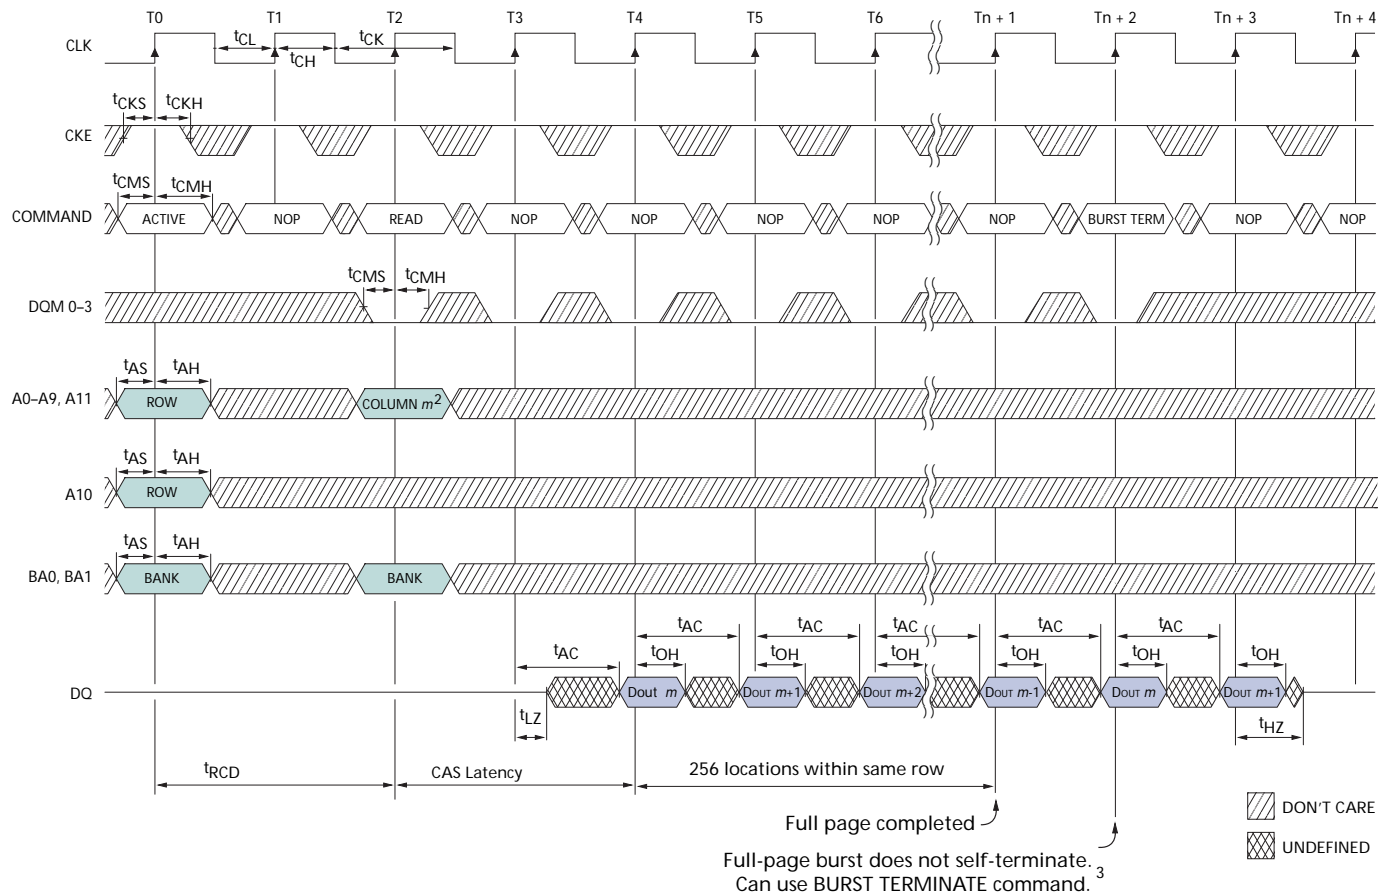 T0 T1 T2 T3 T4 T5 T6 Tn + 1 Tn + 2 Tn + 3 Tn + 4
CLK
tCL tCK
tCH
tCKS tCKH
CKE
tCMS tCMH
COMMAND ACTIVE NOP READ NOP NOP NOP NOP NOP BURST TERM NOP NOP
tCMS tCMH
DQM 0–3
tAS tAH
A0–A9, A11 ROW COLUMN m2
tAS tAH
A10 ROW
tAS tAH
BA0, BA1 BANK BANK
tAC tAC tAC tAC tAC
tAC tOH tOH tOH tOH tOH tOH
DQ Dout m DOUT m+1 DOUT m+2 DOUT m-1 DOUT m DOUT m+1
tLZ tHZ
tRCD CAS Latency 256 locations within same row
DON'T CARE
Full page completed
UNDEFINED
Full-page burst does not self-terminate. 3
Can use BURST TERMINATE command.